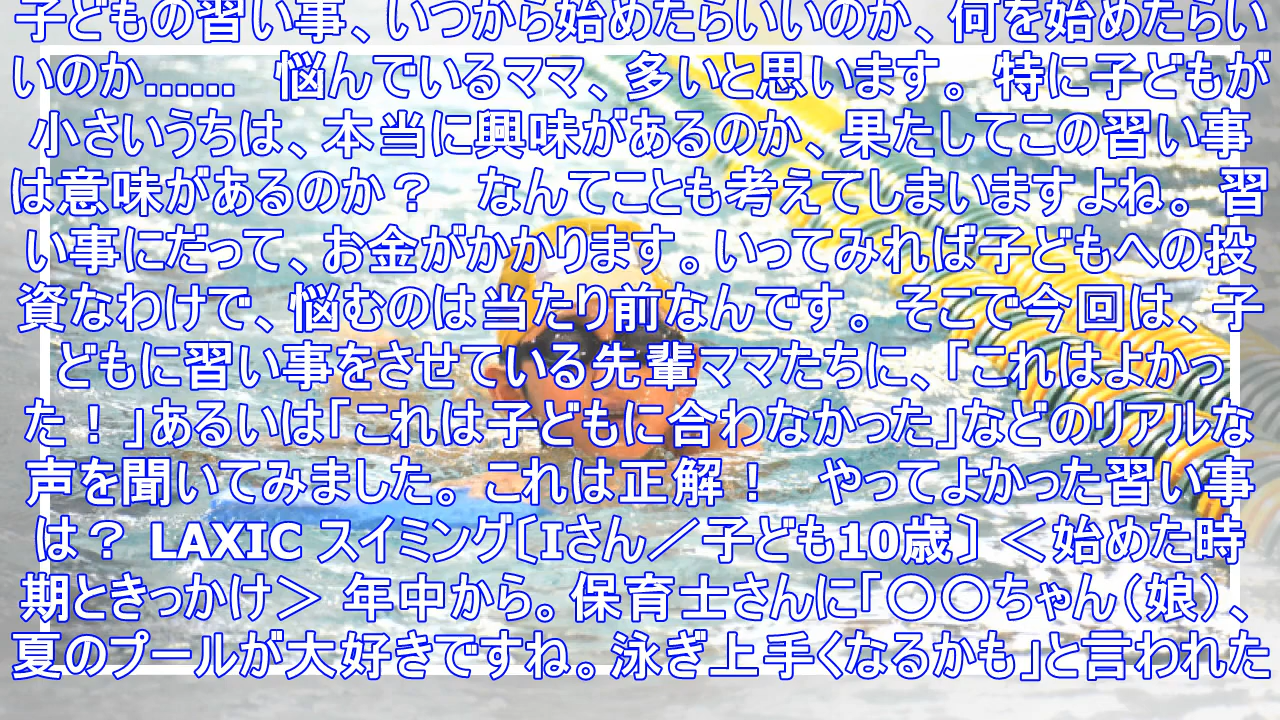 子どもの習い事、いつから始めたらいいのか、何を始めたらい
いのか…… 悩んでいるママ、多いと思います。 特に子どもが
小さいうちは、本当に興味があるのか、果たしてこの習い事
は意味があるのか？ なんてことも考えてしまいますよね。 習
い事にだって、お金がかかります。いってみれば子どもへの投
資なわけで、悩むのは当たり前なんです。 そこで今回は、子
どもに習い事をさせている先輩ママたちに、「これはよかっ
た！」あるいは「これは子どもに合わなかった」などのリアルな
声を聞いてみました。 これは正解！ やってよかった習い事
は？ LAXIC スイミング〔Iさん／子ども10歳〕 ＜始めた時
期ときっかけ＞ 年中から。保育士さんに「〇〇ちゃん（娘）、
夏のプールが大好きですね。泳ぎ上手くなるかも」と言われた